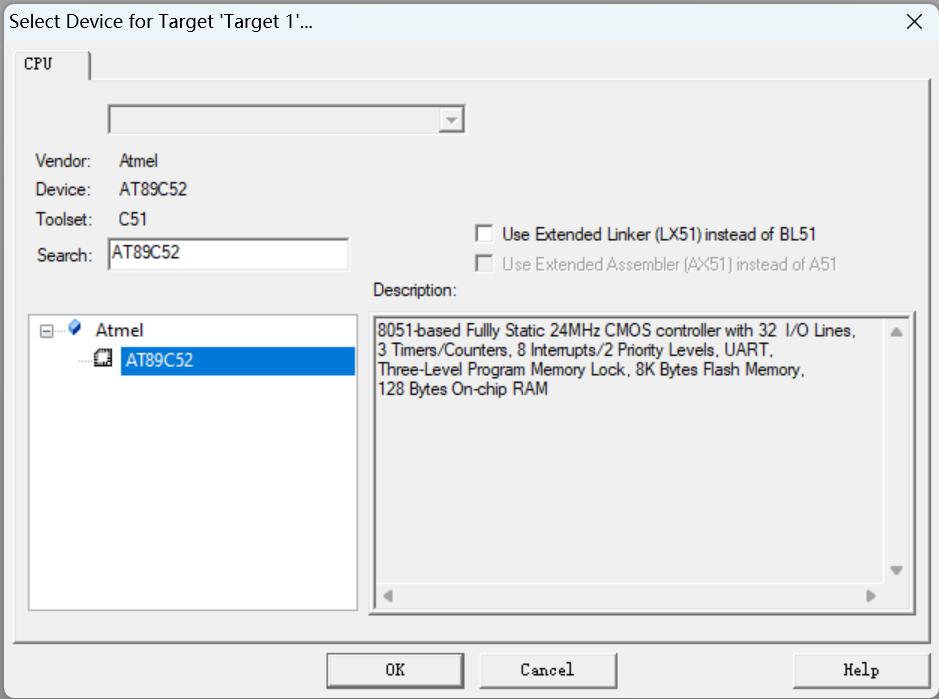 Select Device for Target 'Target 1'...
CPU
Vendor: Atmel
Device: AT89C52
Toolset: C51
Search: AT89C52
Use Extended Linker (LX51) instead of BL51
Use Extended Assembler (AX51) instead of A51
Description:
Atmel
AT89C52
8051-based Fullly Static 24MHz CMOS controller with 32 I/O Lines,
3 Timers/Counters, 8 Interrupts/2 Priority Levels, UART,
Three-Level Program Memory Lock, 8K Bytes Flash Memory,
128 Bytes On-chip RAM
OK
Cancel
Help